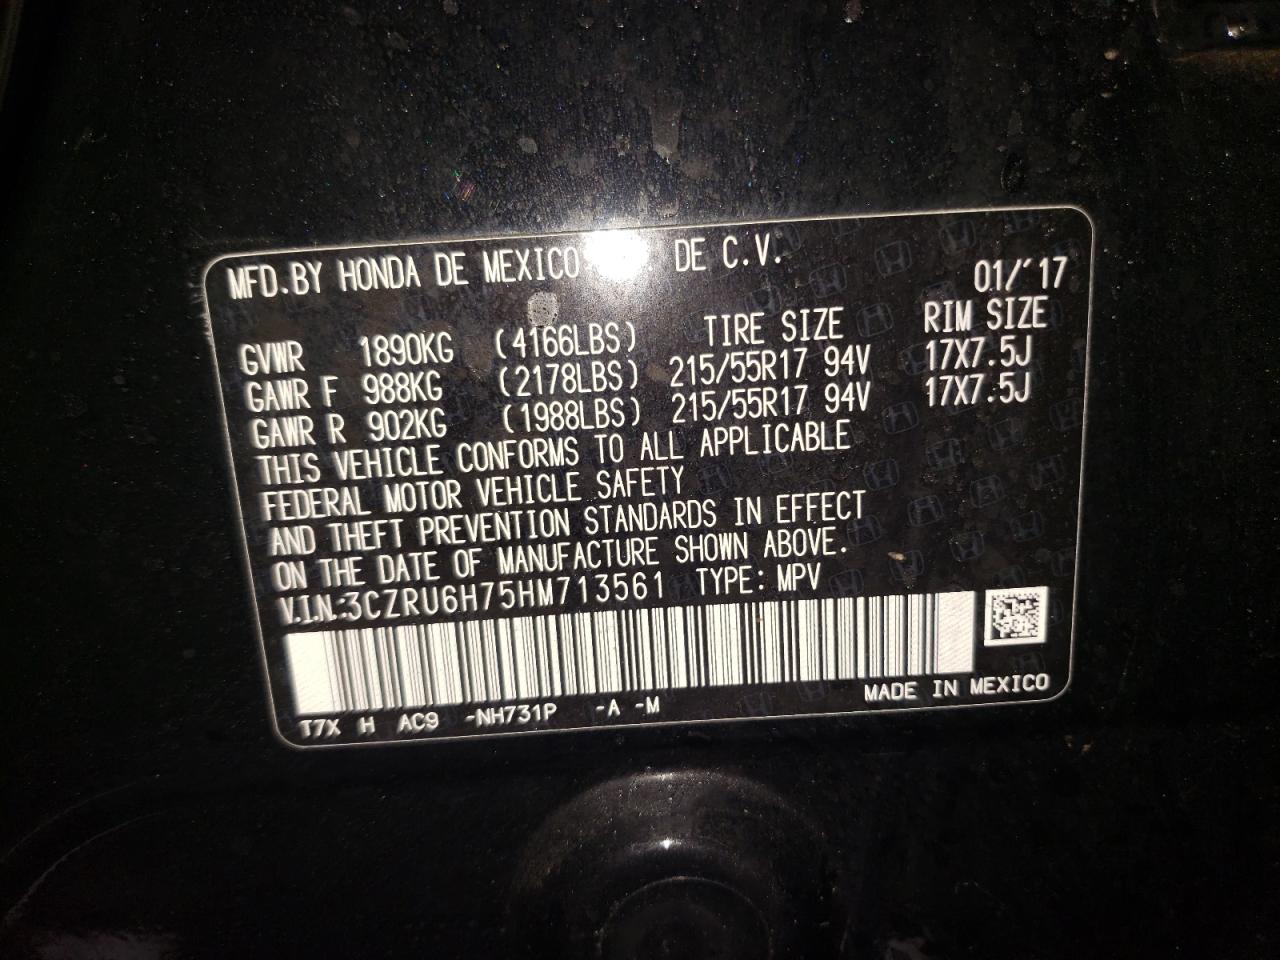 MFD.BY HONDA DE MEXICO DE C.V.
01/'17
GVWR 1890KG (4166LBS) TIRE SIZE RIM SIZE
GAWR F 988KG (2178LBS) 215/55R17 94V 17X7.5J
GAWR R 902KG (1988LBS) 215/55R17 94V 17X7.5J
THIS VEHICLE CONFORMS TO ALL APPLICABLE
FEDERAL MOTOR VEHICLE SAFETY
AND THEFT PREVENTION STANDARDS IN EFFECT
ON THE DATE OF MANUFACTURE SHOWN ABOVE.
V.I.N.:3CZRU6H75HM713561 TYPE: MPV
MADE IN MEXICO
T7X H AC9 -NH731P -A -M